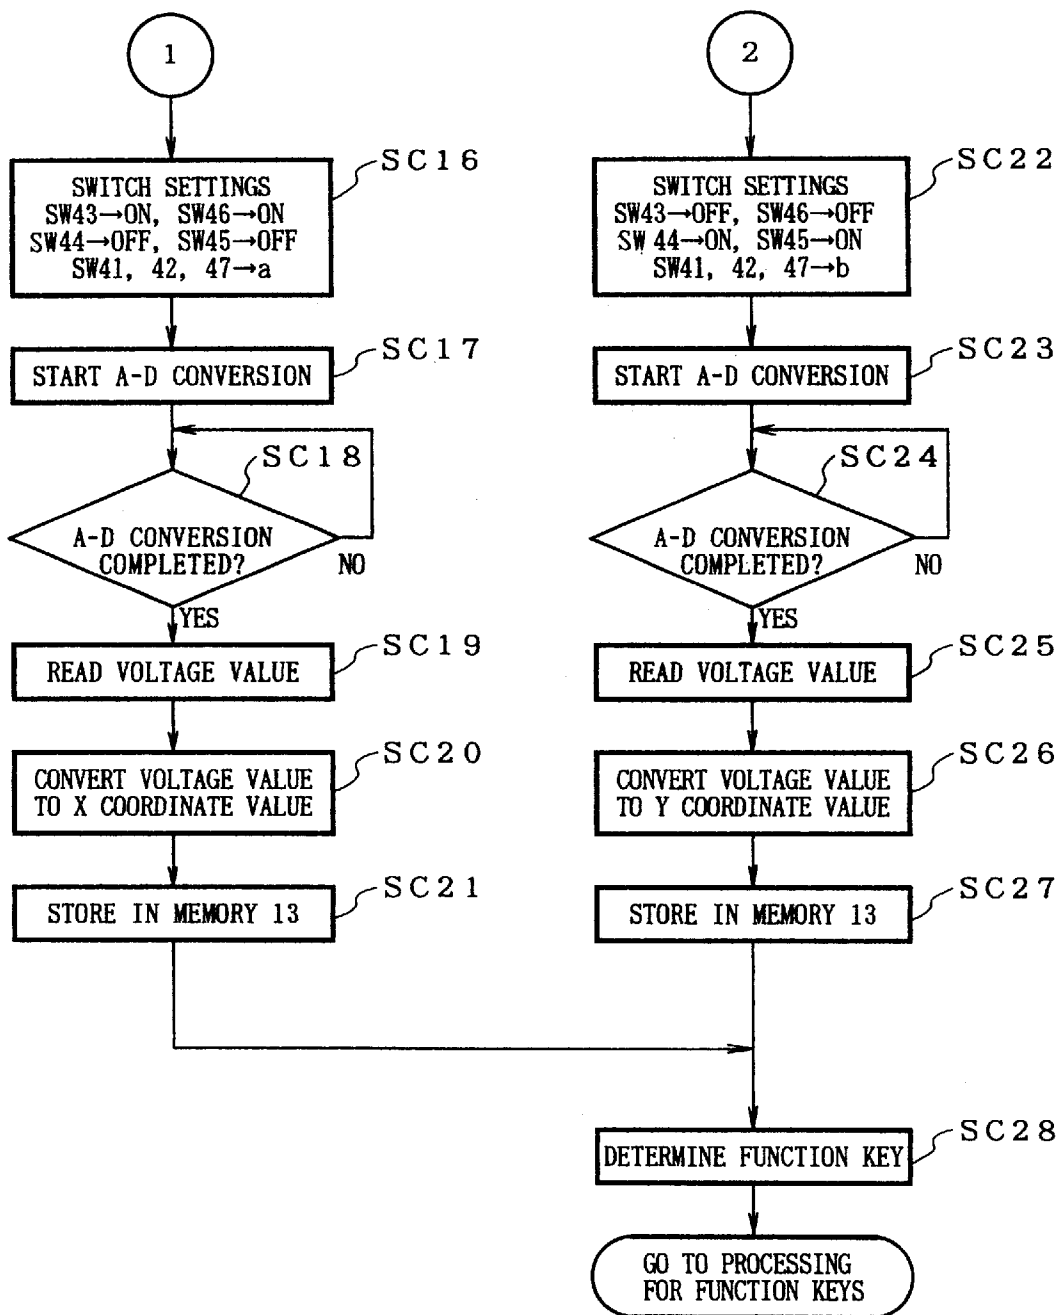 1
SC16
SWITCH SETTINGS
SW43→ON, SW46→ON
SW44→OFF, SW45→OFF
SW41, 42, 47→a
SC17
START A-D CONVERSION
SC18
A-D CONVERSION
COMPLETED?
NO
YES
SC19
READ VOLTAGE VALUE
SC20
CONVERT VOLTAGE VALUE
TO X COORDINATE VALUE
SC21
STORE IN MEMORY 13
2
SC22
SWITCH SETTINGS
SW43→OFF, SW46→OFF
SW 44→ON, SW45→ON
SW41, 42, 47→b
SC23
START A-D CONVERSION
SC24
A-D CONVERSION
COMPLETED?
NO
YES
SC25
READ VOLTAGE VALUE
SC26
CONVERT VOLTAGE VALUE
TO Y COORDINATE VALUE
SC27
STORE IN MEMORY 13
SC28
DETERMINE FUNCTION KEY
GO TO PROCESSING
FOR FUNCTION KEYS